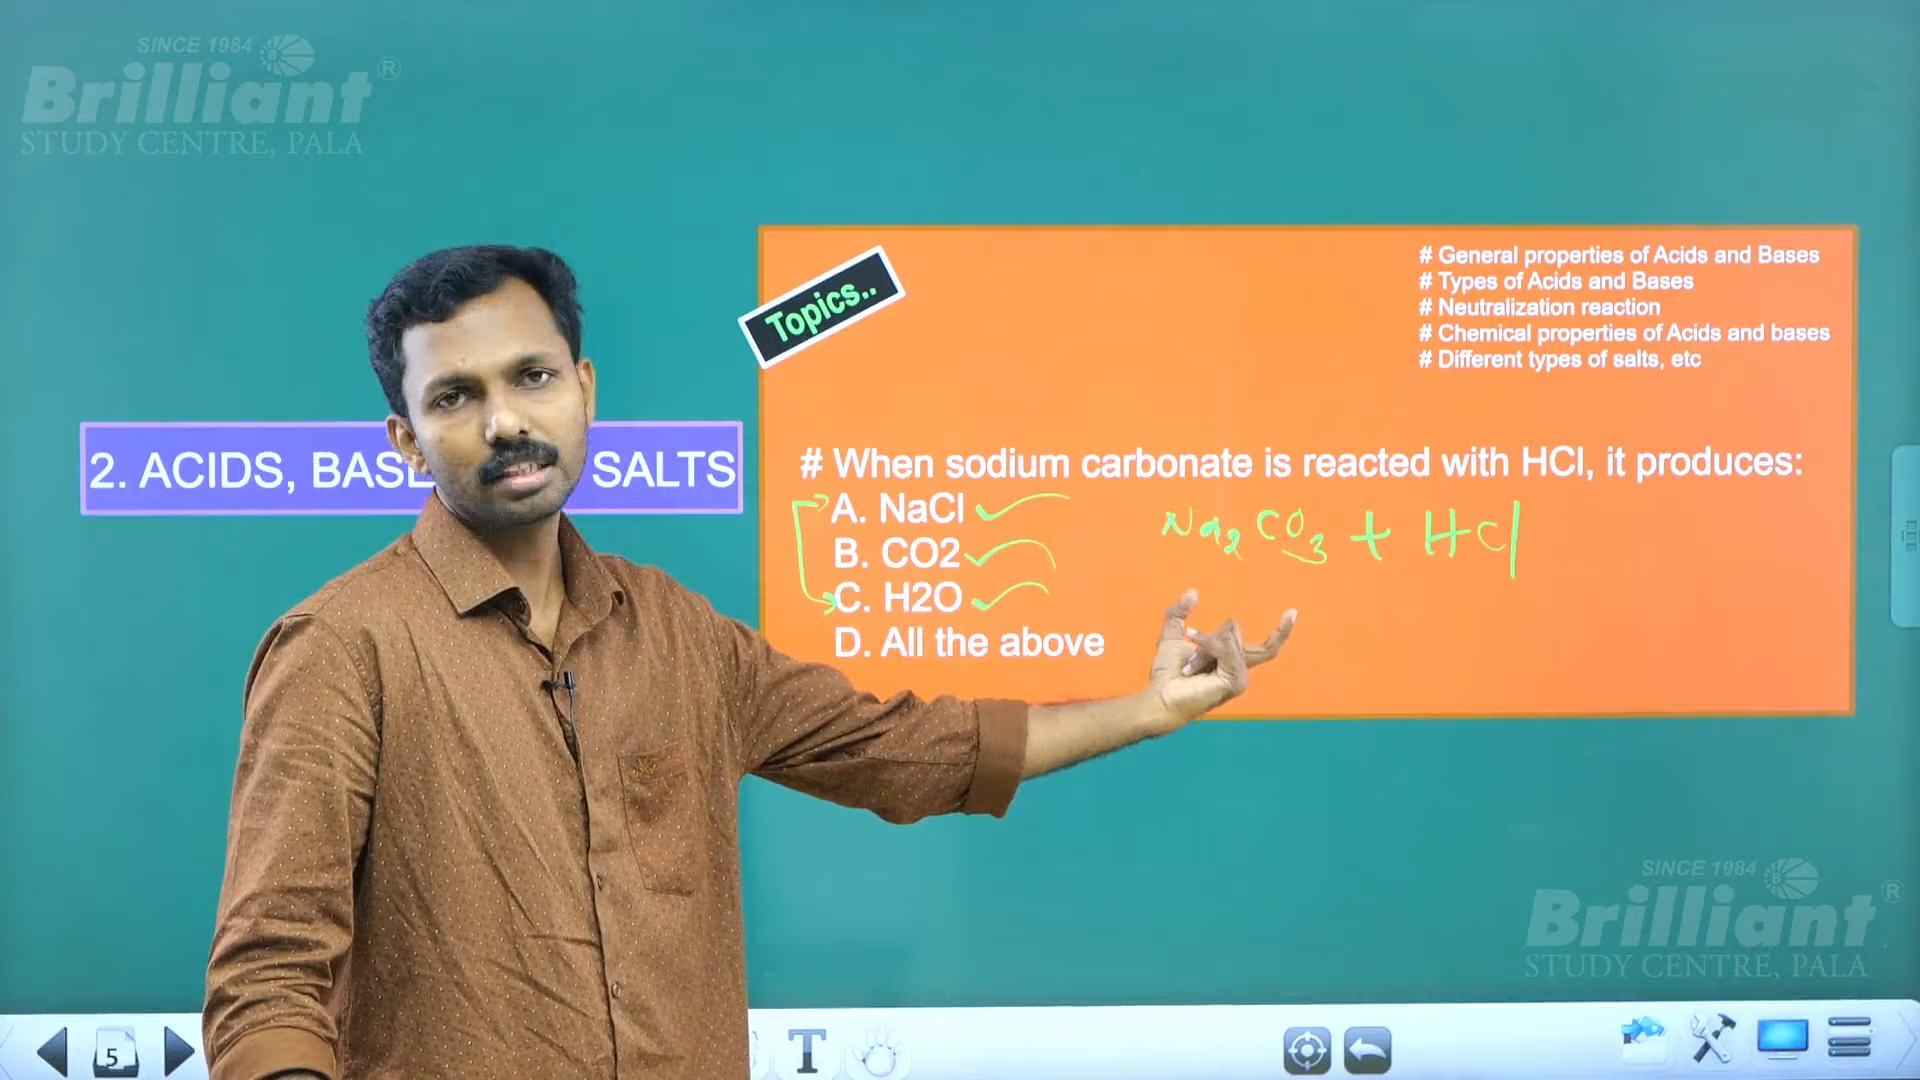 SINCE 1984
Brilliant®
STUDY CENTRE, PALA
Topics..
# General properties of Acids and Bases
# Types of Acids and Bases
# Neutralization reaction
# Chemical properties of Acids and bases
# Different types of salts, etc
2. ACIDS, BASE SALTS
# When sodium carbonate is reacted with HCl, it produces:
A. NaCl
B. CO2
C. H2O
D. All the above
Na2CO3 + HCl
SINCE 1984
Brilliant®
STUDY CENTRE, PALA
5
T